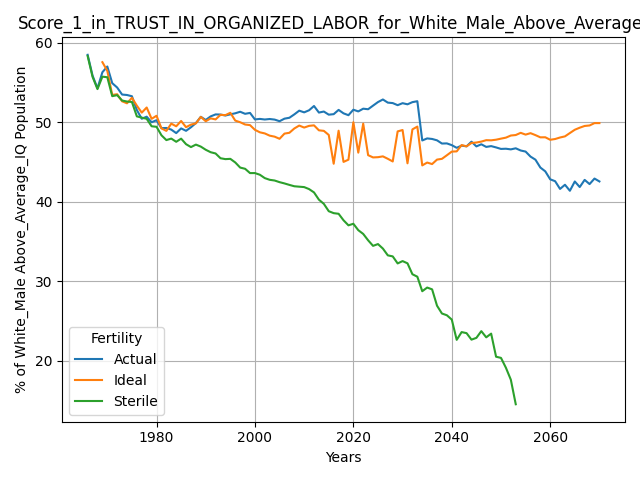 Score_1_in_TRUST_IN_ORGANIZED_LABOR_for_White_Male_Above_Average
% of White_Male Above_Average_IQ Population
60
50
40
30
20
Fertility
Actual
Ideal
Sterile
1980
2000
2020
2040
2060
Years